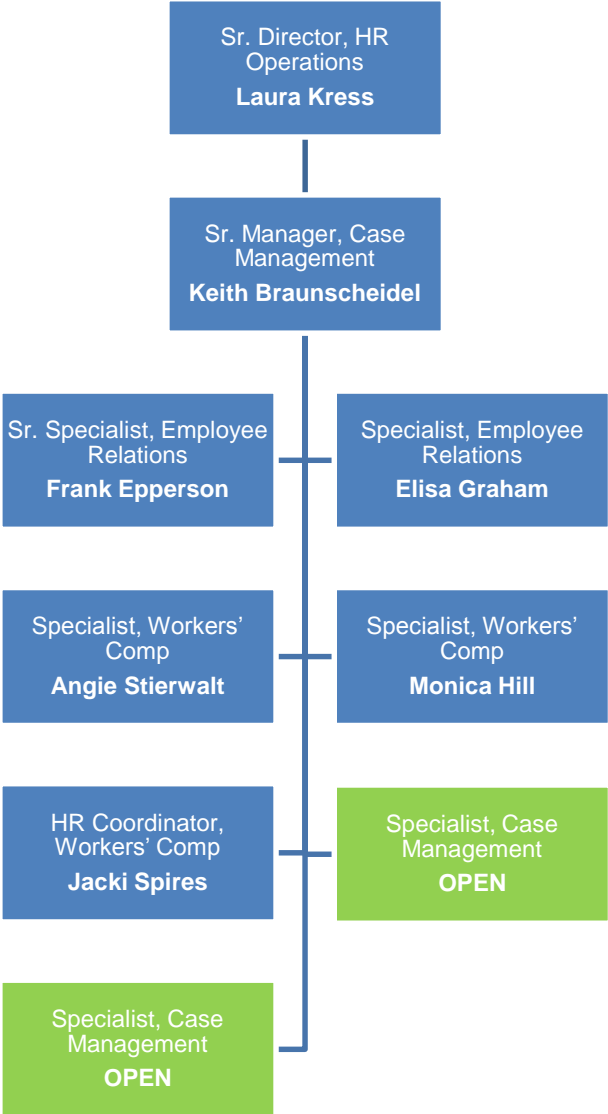 Sr. Director, HR
Operations
Laura Kress
Sr. Manager, Case
Management
Keith Braunscheidel
Sr. Specialist, Employee
Relations
Frank Epperson
Specialist, Employee
Relations
Elisa Graham
Specialist, Workers’
Comp
Angie Stierwalt
Specialist, Workers’
Comp
Monica Hill
HR Coordinator,
Workers’ Comp
Jacki Spires
Specialist, Case
Management
OPEN
Specialist, Case
Management
OPEN